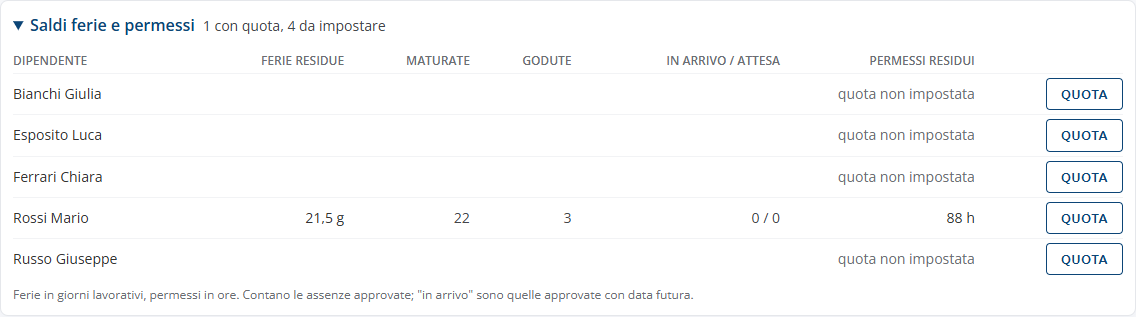 ▼ Saldi ferie e permessi 1 con quota, 4 da impostare
DIPENDENTE FERIE RESIDUE MATURATE GODUTE IN ARRIVO / ATTESA PERMESSI RESIDUI
Bianchi Giulia quota non impostata QUOTA
Esposito Luca quota non impostata QUOTA
Ferrari Chiara quota non impostata QUOTA
Rossi Mario 21,5 g 22 3 0 / 0 88 h QUOTA
Russo Giuseppe quota non impostata QUOTA
Ferie in giorni lavorativi, permessi in ore. Contano le assenze approvate; "in arrivo" sono quelle approvate con data futura.